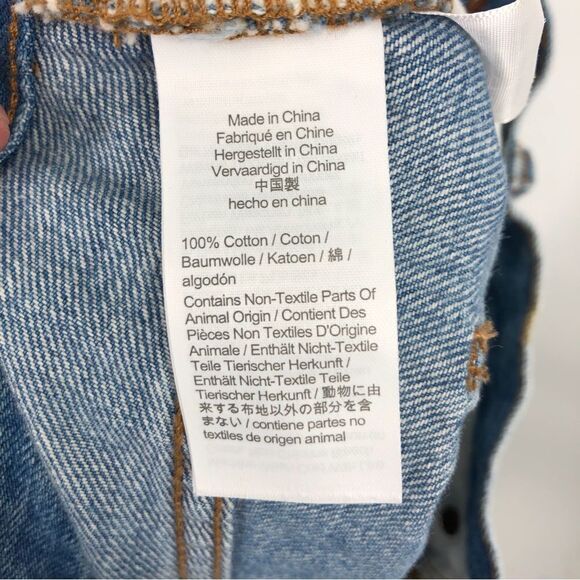 Made in China
Fabriqué en Chine
Hergestellt in China
Vervaardigd in China
中国製
hecho en china
100% Cotton / Coton /
Baumwolle / Katoen / 綿 /
algodón
Contains Non-Textile Parts Of
Animal Origin / Contient Des
Pièces Non Textiles D'Origine
Animale / Enthält Nicht-Textile
Teile Tierischer Herkunft /
Enthält Nicht-Textile Teile
Tierischer Herkunft / 動物に由
来する布地以外の部分を含
まない / contiene partes no
textiles de origen animal